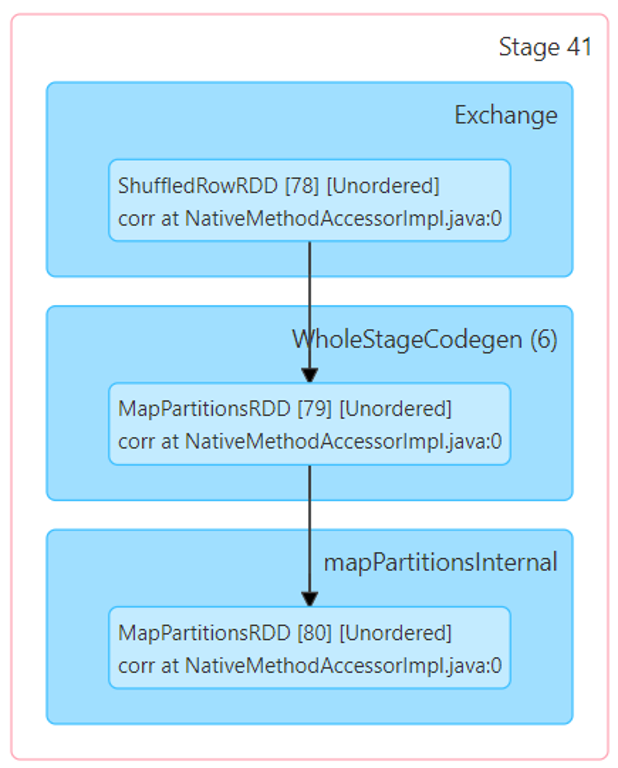 Stage 41
Exchange
ShuffledRowRDD [78] [Unordered]
corr at NativeMethodAccessorImpl.java:0
WholeStageCodegen (6)
MapPartitionsRDD [79] [Unordered]
corr at NativeMethodAccessorImpl.java:0
mapPartitionsInternal
MapPartitionsRDD [80] [Unordered]
corr at NativeMethodAccessorImpl.java:0